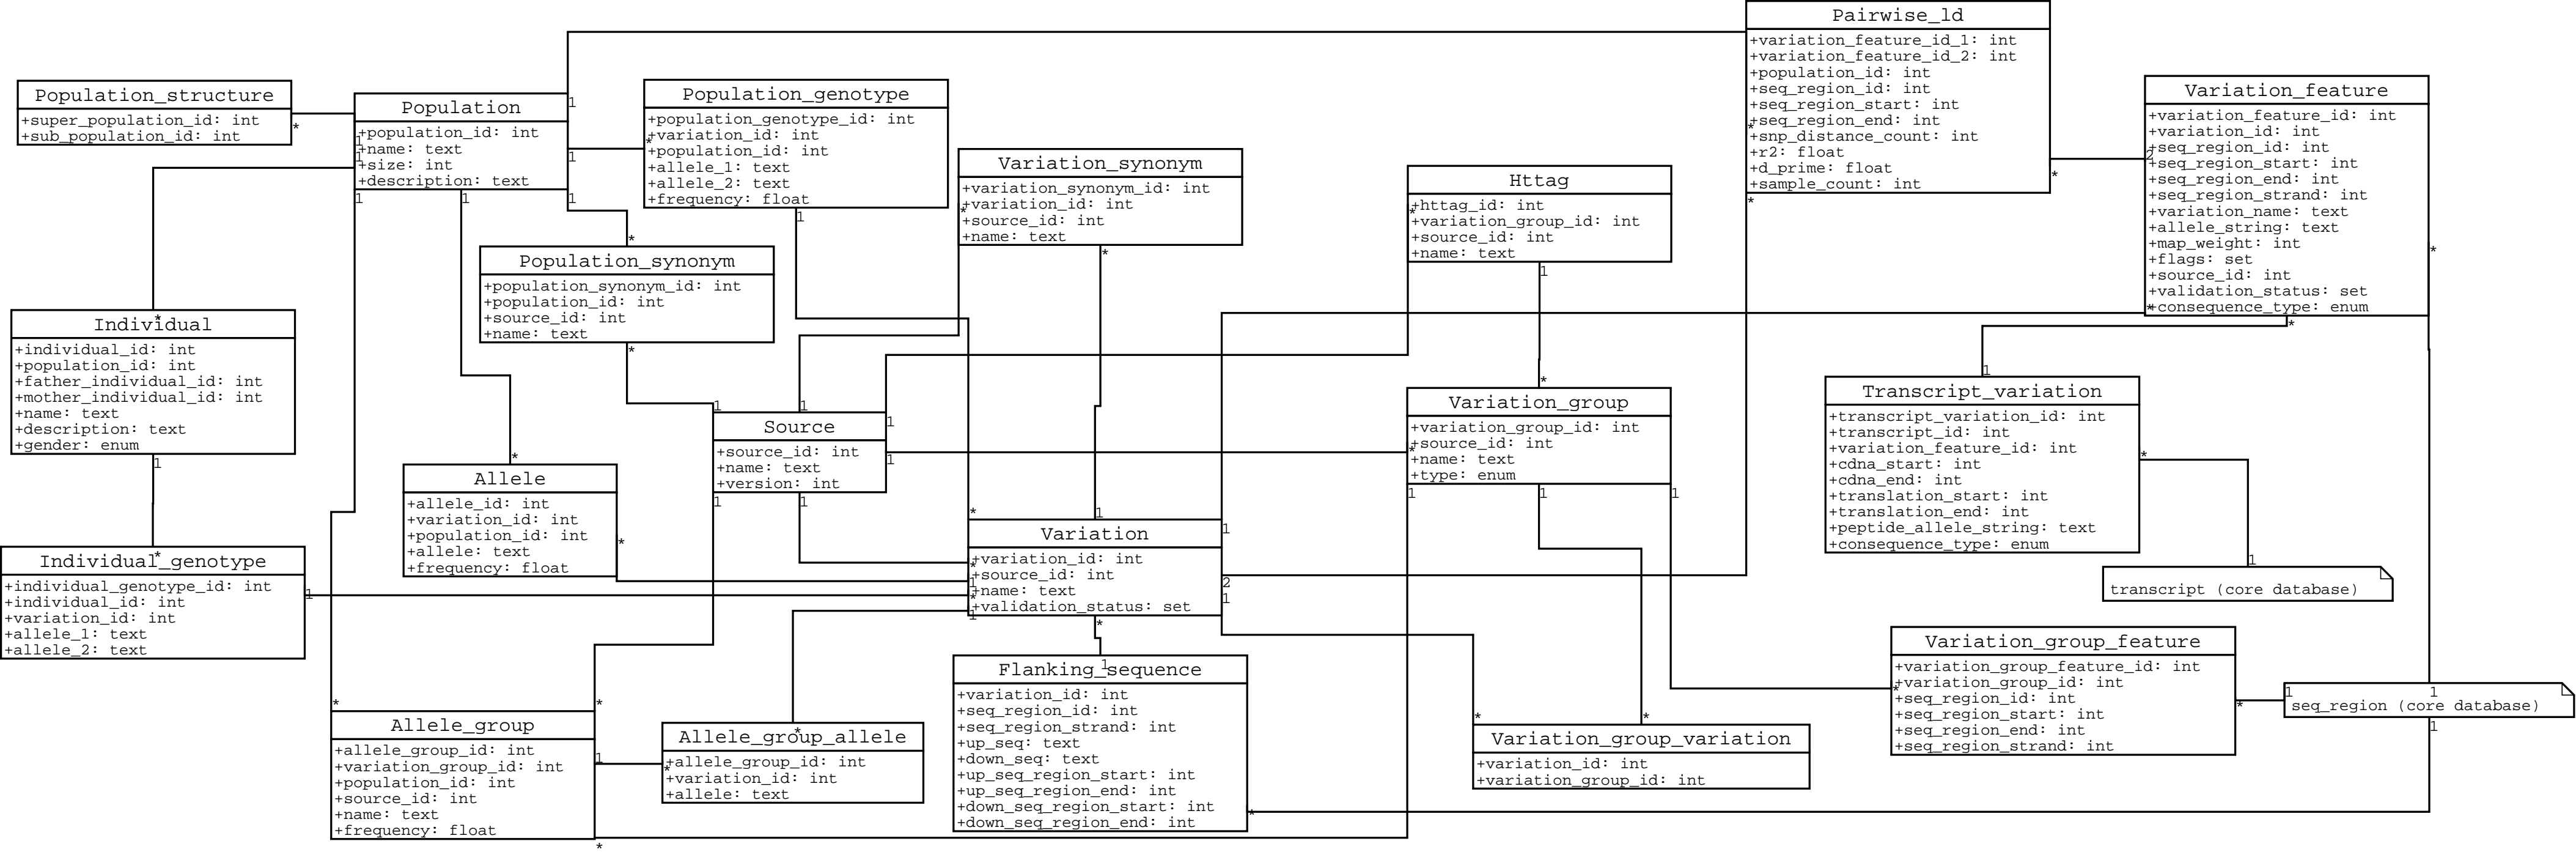 Pairwise_ld
+variation_feature_id_1: int
+variation_feature_id_2: int
+population_id: int
+seq_region_id: int
+seq_region_start: int
+seq_region_end: int
+snp_distance_count: int
+r2: float
+d_prime: float
+sample_count: int
Population_structure
+super_population_id: int
+sub_population_id: int
Population
+population_id: int
+name: text
+size: int
+description: text
Population_genotype
+population_genotype_id: int
+variation_id: int
+population_id: int
+allele_1: text
+allele_2: text
+frequency: float
Variation_feature
+variation_feature_id: int
+variation_id: int
+seq_region_id: int
+seq_region_start: int
+seq_region_end: int
+seq_region_strand: int
+variation_name: text
+allele_string: text
+map_weight: int
+flags: set
+source_id: int
+validation_status: set
+consequence_type: enum
Variation_synonym
+variation_synonym_id: int
+variation_id: int
+source_id: int
+name: text
Httag
+httag_id: int
+variation_group_id: int
+source_id: int
+name: text
Population_synonym
+population_synonym_id: int
+population_id: int
+source_id: int
+name: text
Individual
+individual_id: int
+population_id: int
+father_individual_id: int
+mother_individual_id: int
+name: text
+description: text
+gender: enum
Transcript_variation
+transcript_variation_id: int
+transcript_id: int
+variation_feature_id: int
+cdna_start: int
+cdna_end: int
+translation_start: int
+translation_end: int
+peptide_allele_string: text
+consequence_type: enum
Variation_group
+variation_group_id: int
+source_id: int
+name: text
+type: enum
Source
+source_id: int
+name: text
+version: int
Allele
+allele_id: int
+variation_id: int
+population_id: int
+allele: text
+frequency: float
Variation
+variation_id: int
+source_id: int
+name: text
+validation_status: set
Individual_genotype
+individual_genotype_id: int
+individual_id: int
+variation_id: int
+allele_1: text
+allele_2: text
transcript (core database)
Variation_group_feature
+variation_group_feature_id: int
+variation_group_id: int
+seq_region_id: int
+seq_region_start: int
+seq_region_end: int
+seq_region_strand: int
seq_region (core database)
Flanking_sequence
+variation_id: int
+seq_region_id: int
+seq_region_strand: int
+up_seq: text
+down_seq: text
+up_seq_region_start: int
+up_seq_region_end: int
+down_seq_region_start: int
+down_seq_region_end: int
Allele_group
+allele_group_id: int
+variation_group_id: int
+population_id: int
+source_id: int
+name: text
+frequency: float
Allele_group_allele
+allele_group_id: int
+variation_id: int
+allele: text
Variation_group_variation
+variation_id: int
+variation_group_id: int